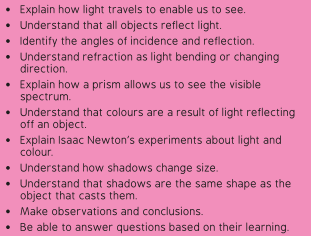 • Explain how light travels to enable us to see.
• Understand that all objects reflect light.
• Identify the angles of incidence and reflection.
• Understand refraction as light bending or changing
direction.
• Explain how a prism allows us to see the visible
spectrum.
• Understand that colours are a result of light reflecting
off an object.
• Explain Isaac Newton's experiments about light and
colour.
• Understand how shadows change size.
• Understand that shadows are the same shape as the
object that casts them.
• Make observations and conclusions.
• Be able to answer questions based on their learning.